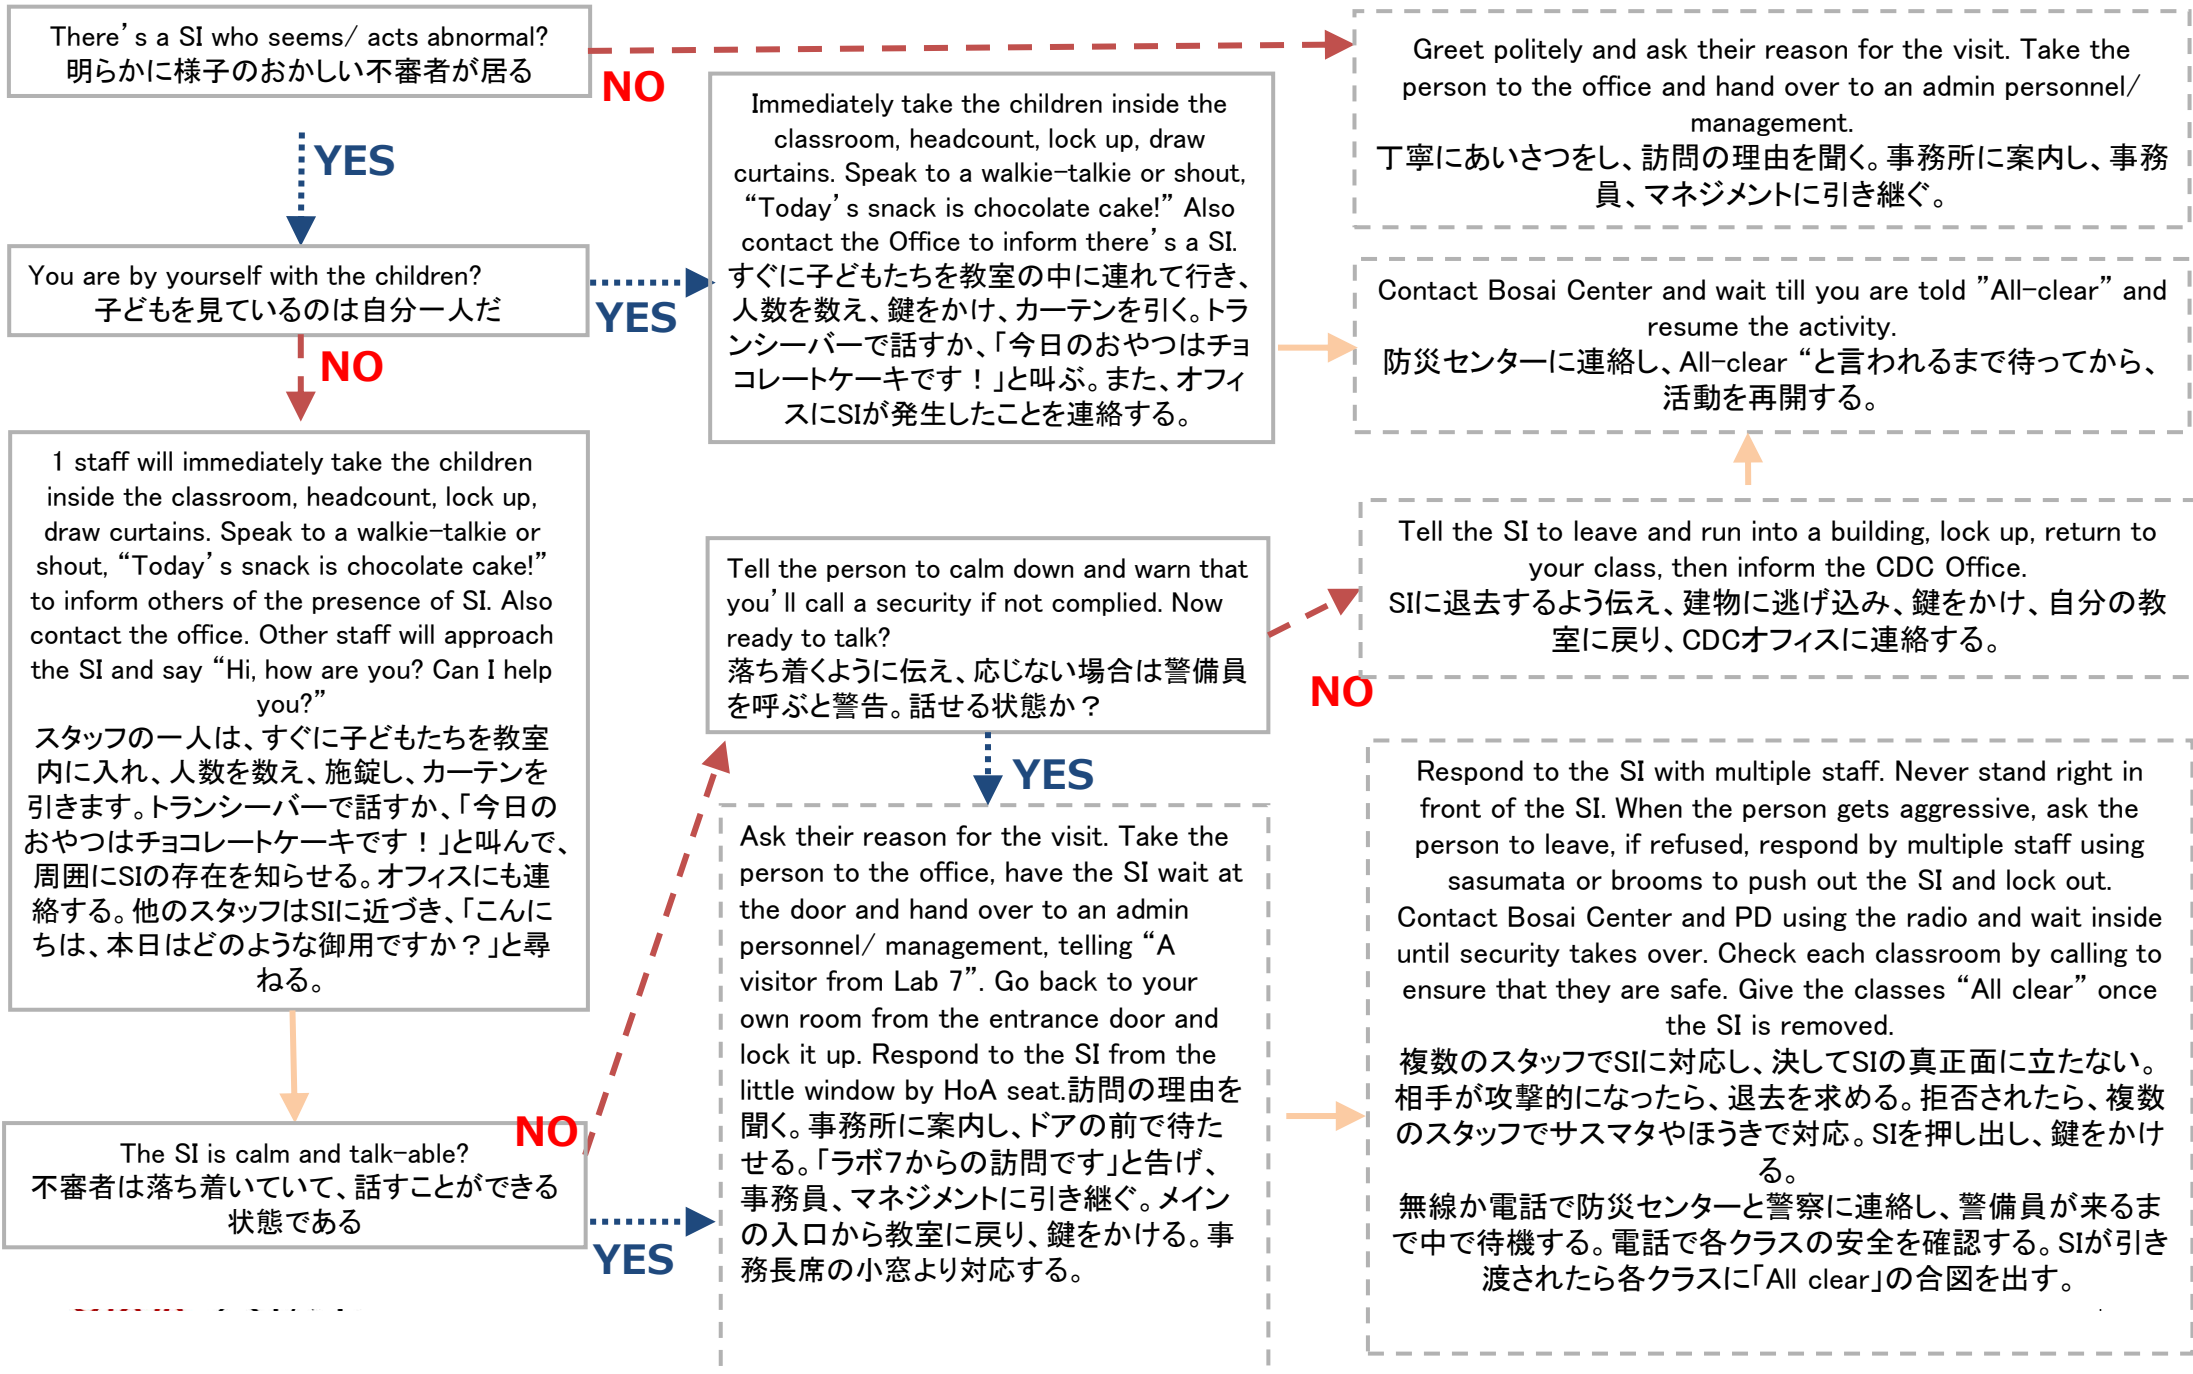 There's a SI who seems/ acts abnormal?
明らかに様子のおかしい不審者が居る
NO
YES
You are by yourself with the children?
子どもを見ているのは自分一人だ
YES
NO
Immediately take the children inside the
classroom, headcount, lock up, draw
curtains. Speak to a walkie-talkie or shout,
“Today's snack is chocolate cake!” Also
contact the Office to inform there's a SI.
すぐに子どもたちを教室の中に連れて行き、
人数を数え、鍵をかけ、カーテンを引く。トラ
ンシーバーで話すか、「今日のおやつはチョ
コレートケーキです！」と叫ぶ。また、オフィ
スにSIが発生したことを連絡する。
Greet politely and ask their reason for the visit. Take the
person to the office and hand over to an admin personnel/
management.
丁寧にあいさつをし、訪問の理由を聞く。事務所に案内し、事務
員、マネジメントに引き継ぐ。
Contact Bosai Center and wait till you are told ”All-clear” and
resume the activity.
防災センターに連絡し、All-clear “と言われるまで待ってから、
活動を再開する。
1 staff will immediately take the children
inside the classroom, headcount, lock up,
draw curtains. Speak to a walkie-talkie or
shout, “Today's snack is chocolate cake!”
to inform others of the presence of SI. Also
contact the office. Other staff will approach
the SI and say “Hi, how are you? Can I help
you?”
スタッフの一人は、すぐに子どもたちを教室
内に入れ、人数を数え、施錠し、カーテンを
引きます。トランシーバーで話すか、「今日の
おやつはチョコレートケーキです！」と叫んで、
周囲にSIの存在を知らせる。オフィスにも連
絡する。他のスタッフはSIに近づき、「こんに
ちは、本日はどのような御用ですか？」と尋
ねる。
The SI is calm and talk-able?
不審者は落ち着いていて、話すことができる
状態である
NO
YES
Tell the person to calm down and warn that
you'll call a security if not complied. Now
ready to talk?
落ち着くように伝え、応じない場合は警備員
を呼ぶと警告。話せる状態か？
NO
YES
Tell the SI to leave and run into a building, lock up, return to
your class, then inform the CDC Office.
SIに退去するよう伝え、建物に逃げ込み、鍵をかけ、自分の教
室に戻り、CDCオフィスに連絡する。
Ask their reason for the visit. Take the
person to the office, have the SI wait at
the door and hand over to an admin
personnel/ management, telling “A
visitor from Lab 7”. Go back to your
own room from the entrance door and
lock it up. Respond to the SI from the
little window by HoA seat.訪問の理由を
聞く。事務所に案内し、ドアの前で待た
せる。「ラボ7からの訪問です」と告げ、
事務員、マネジメントに引き継ぐ。メイン
の入口から教室に戻り、鍵をかける。事
務長席の小窓より対応する。
Respond to the SI with multiple staff. Never stand right in
front of the SI. When the person gets aggressive, ask the
person to leave, if refused, respond by multiple staff using
sasumata or brooms to push out the SI and lock out.
Contact Bosai Center and PD using the radio and wait inside
until security takes over. Check each classroom by calling to
ensure that they are safe. Give the classes “All clear” once
the SI is removed.
複数のスタッフでSIに対応し、決してSIの真正面に立たない。
相手が攻撃的になったら、退去を求める。拒否されたら、複数
のスタッフでサスマタやほうきで対応。SIを押し出し、鍵をかけ
る。
無線か電話で防災センターと警察に連絡し、警備員が来るま
で中で待機する。電話で各クラスの安全を確認する。SIが引き
渡されたら各クラスに「All clear」の合図を出す。